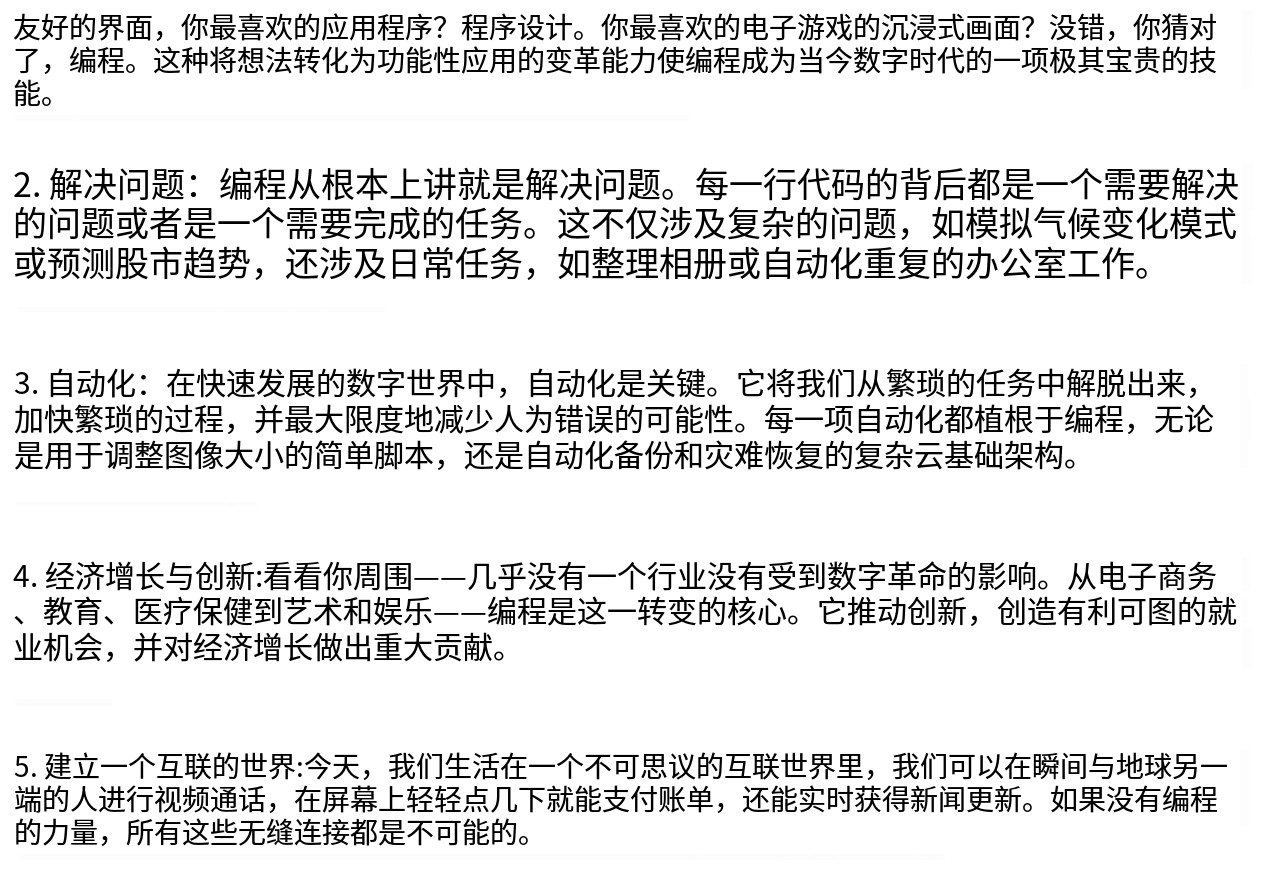 友好的界面，你最喜欢的应用程序？程序设计。你最喜欢的电子游戏的沉浸式画面？没错，你猜对
了，编程。这种将想法转化为功能性应用的变革能力使编程成为当今数字时代的一项极其宝贵的技
能。
2. 解决问题：编程从根本上讲就是解决问题。每一行代码的背后都是一个需要解决
的问题或者是一个需要完成的任务。这不仅涉及复杂的问题，如模拟气候变化模式
或预测股市趋势，还涉及日常任务，如整理相册或自动化重复的办公室工作。
3. 自动化：在快速发展的数字世界中，自动化是关键。它将我们从繁琐的任务中解脱出来，
加快繁琐的过程，并最大限度地减少人为错误的可能性。每一项自动化都植根于编程，无论
是用于调整图像大小的简单脚本，还是自动化备份和灾难恢复的复杂云基础架构。
4. 经济增长与创新:看看你周围——几乎没有一个行业没有受到数字革命的影响。从电子商务
、教育、医疗保健到艺术和娱乐——编程是这一转变的核心。它推动创新，创造有利可图的就
业机会，并对经济增长做出重大贡献。
5. 建立一个互联的世界:今天，我们生活在一个不可思议的互联世界里，我们可以在瞬间与地球另一
端的人进行视频通话，在屏幕上轻轻点几下就能支付账单，还能实时获得新闻更新。如果没有编程
的力量，所有这些无缝连接都是不可能的。